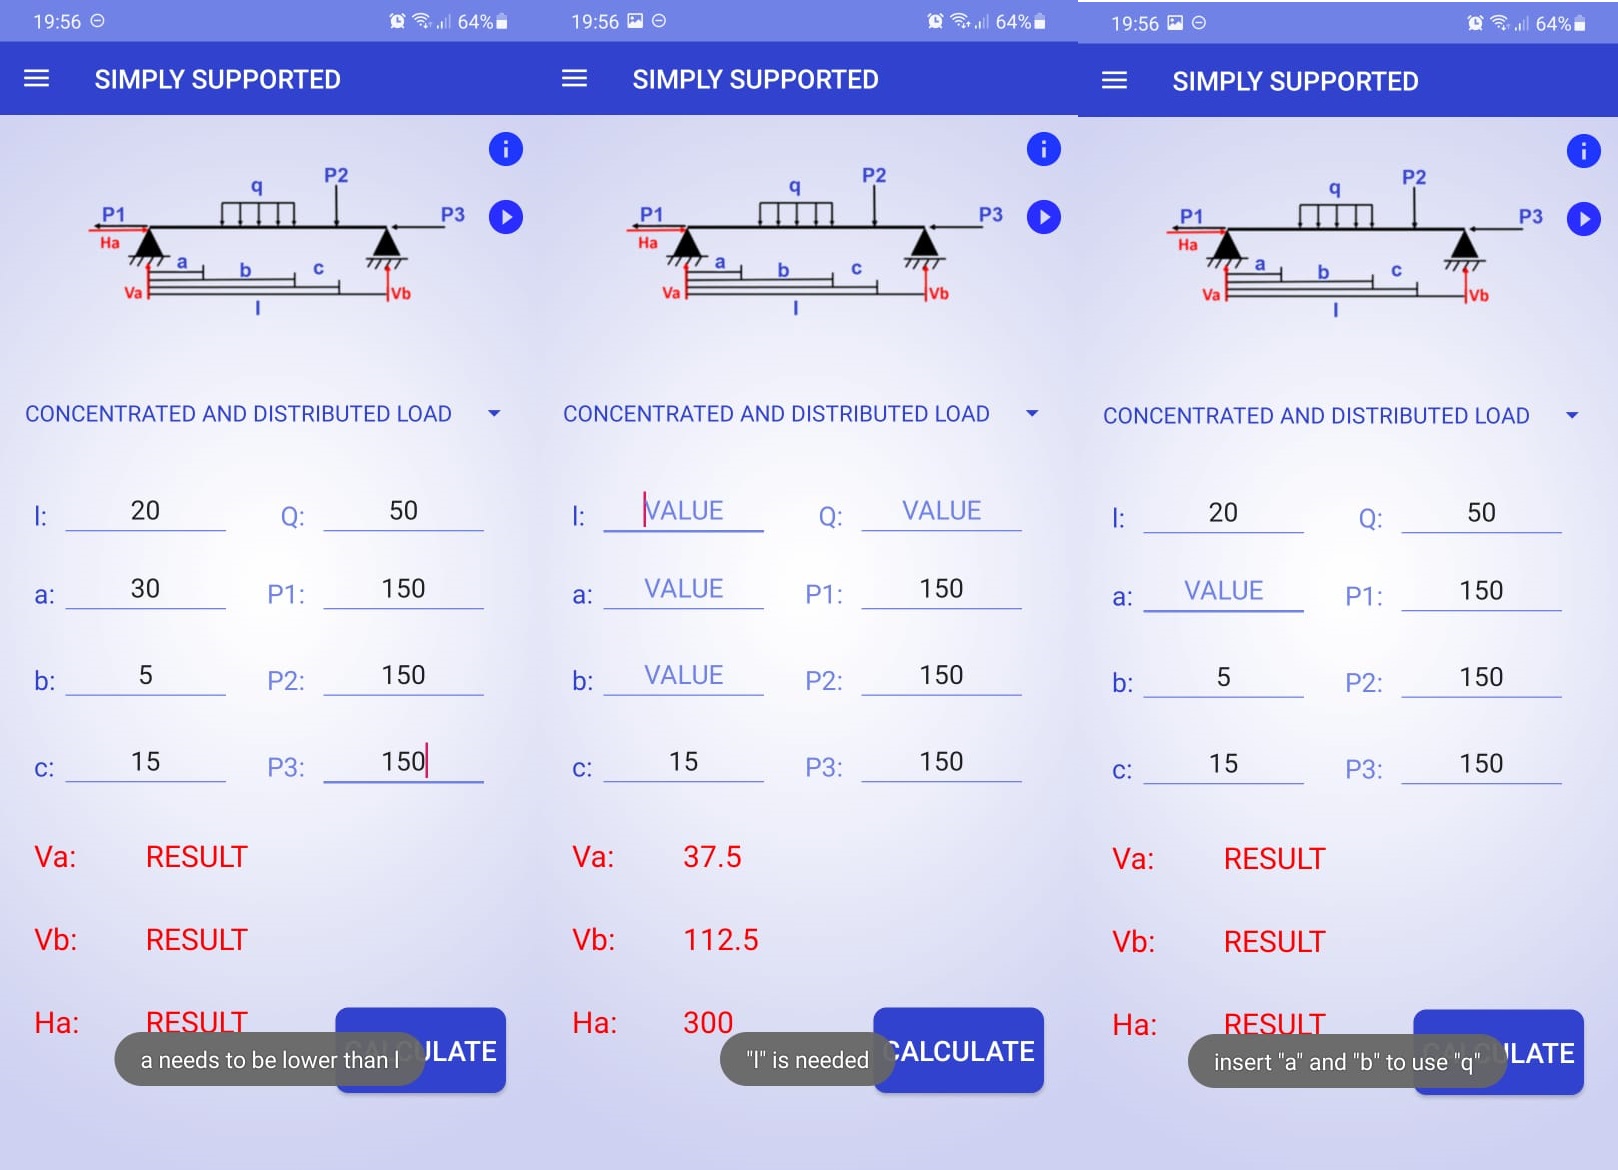 19:56 64%
SIMPLY SUPPORTED
i
P2
q
P1 P3
Ha
a b c
Va Vb
l
CONCENTRATED AND DISTRIBUTED LOAD
l: 20 Q: 50
a: 30 P1: 150
b: 5 P2: 150
c: 15 P3: 150
Va: RESULT
Vb: RESULT
Ha: RESULT
CALCULATE
a needs to be lower than l
19:56 64%
SIMPLY SUPPORTED
i
P2
q
P1 P3
Ha
a b c
Va Vb
l
CONCENTRATED AND DISTRIBUTED LOAD
l: VALUE Q: VALUE
a: VALUE P1: 150
b: VALUE P2: 150
c: 15 P3: 150
Va: 37.5
Vb: 112.5
Ha: 300
CALCULATE
"l" is needed
19:56 64%
SIMPLY SUPPORTED
i
P2
q
P1 P3
Ha
a b c
Va Vb
l
CONCENTRATED AND DISTRIBUTED LOAD
l: 20 Q: 50
a: VALUE P1: 150
b: 5 P2: 150
c: 15 P3: 150
Va: RESULT
Vb: RESULT
Ha: RESULT
CALCULATE
insert "a" and "b" to use "q"